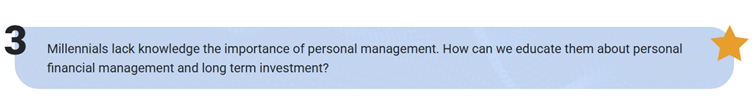 3
Millennials lack knowledge the importance of personal management. How can we educate them about personal
financial management and long term investment?